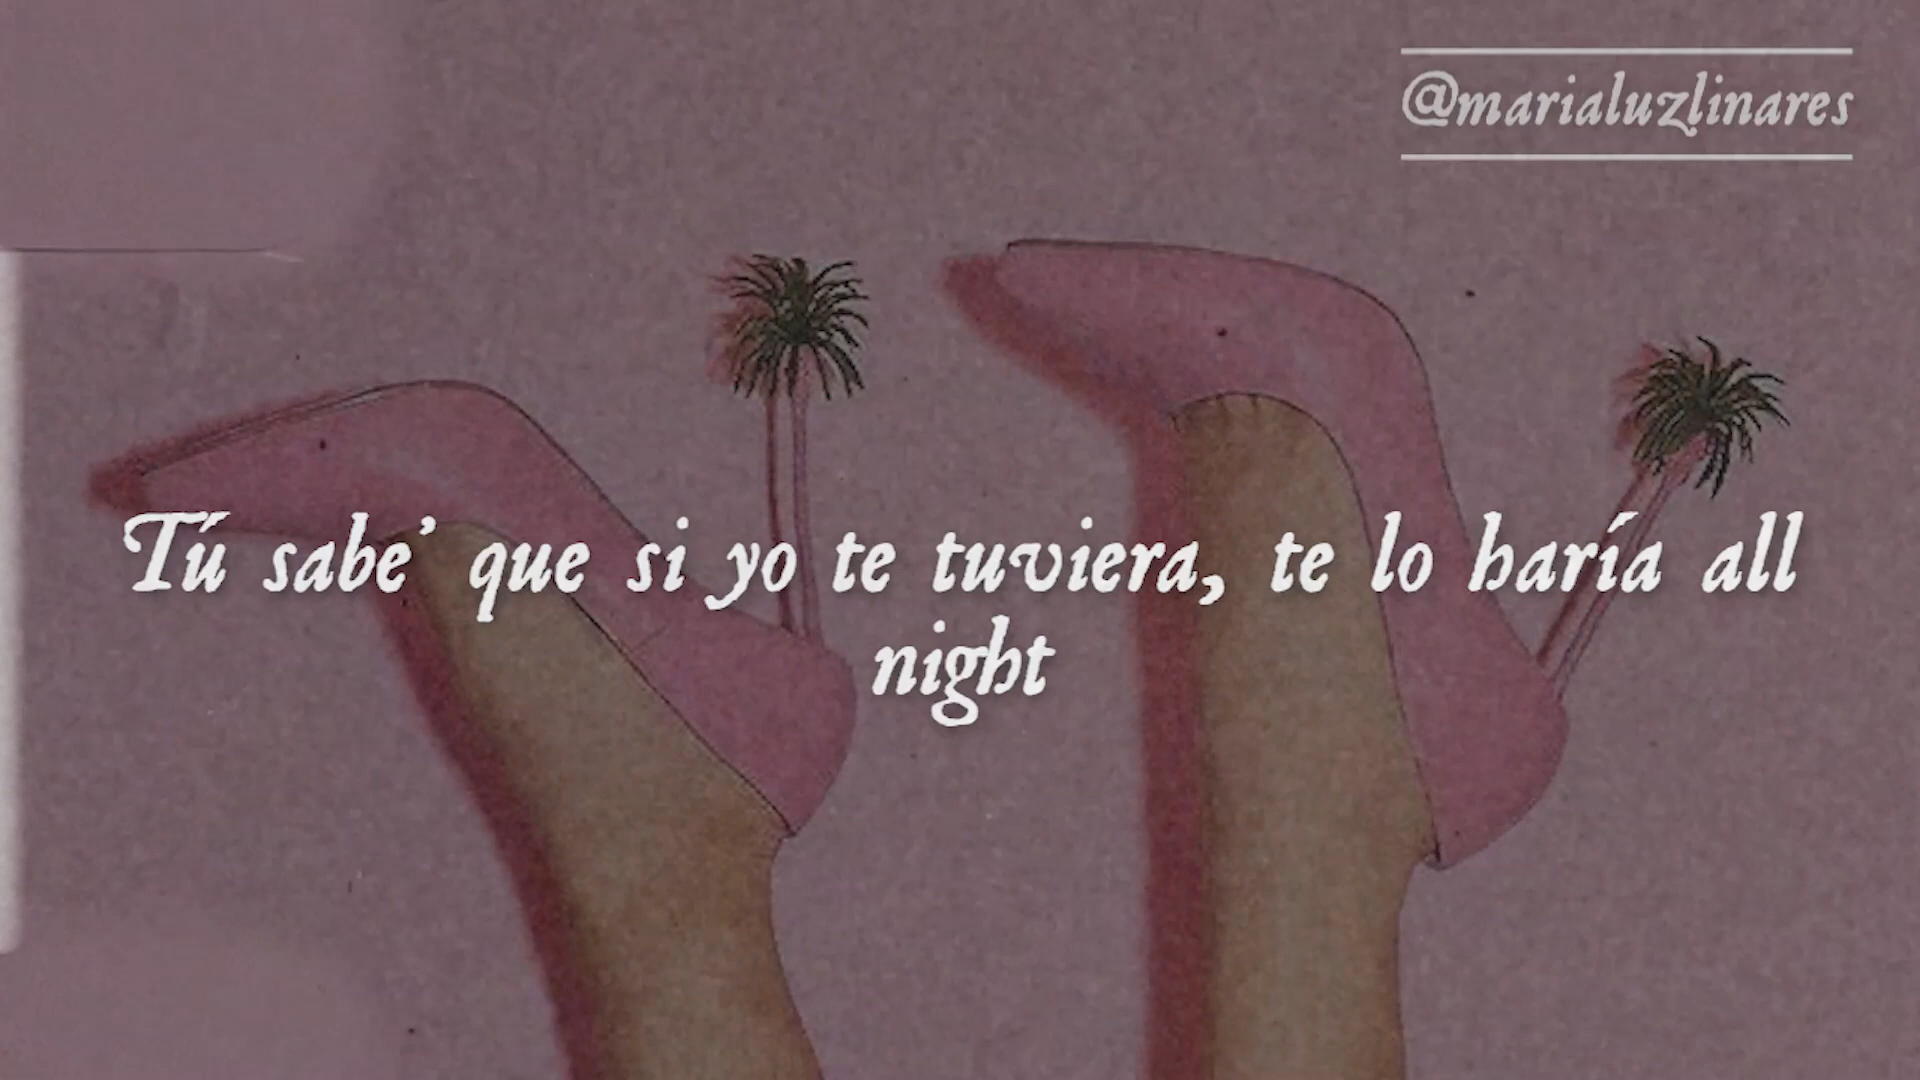 @marialuzlinares
Tú sabe' que si yo te tuviera, te lo haría all
night